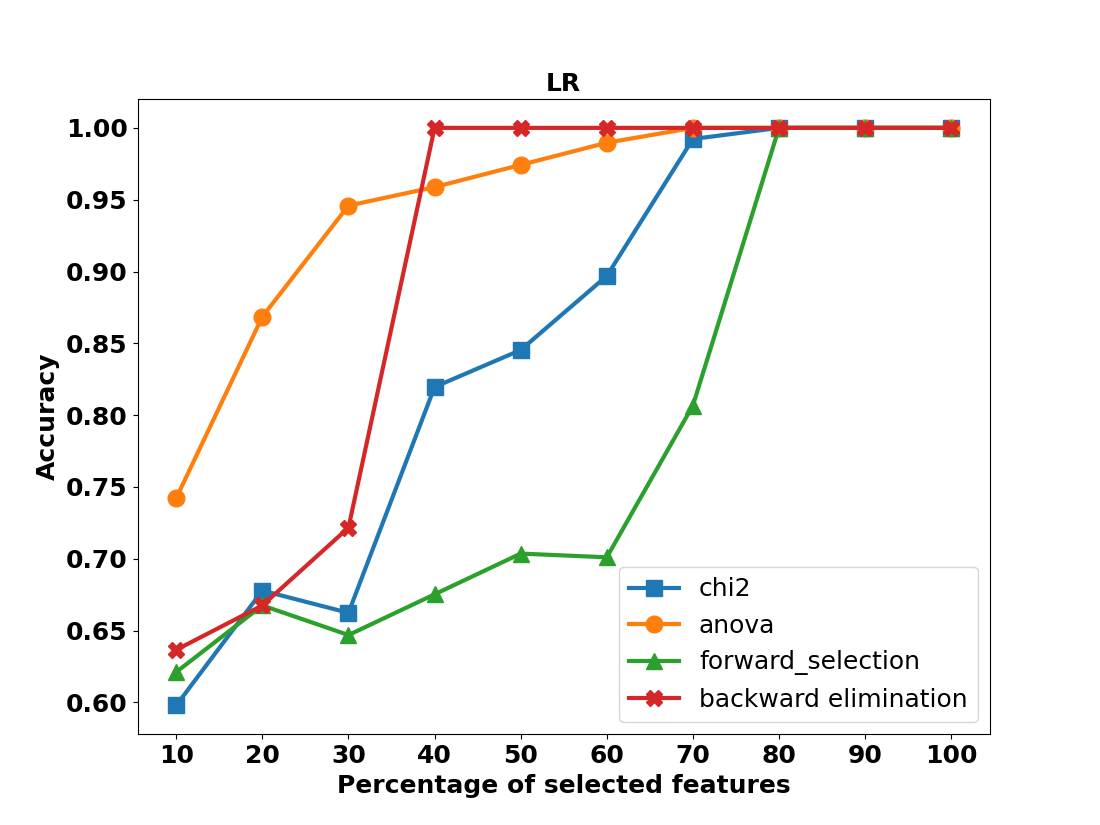 LR
Accuracy
1.00
0.95
0.90
0.85
0.80
0.75
0.70
0.65
0.60
chi2
anova
forward_selection
backward elimination
10 20 30 40 50 60 70 80 90 100
Percentage of selected features